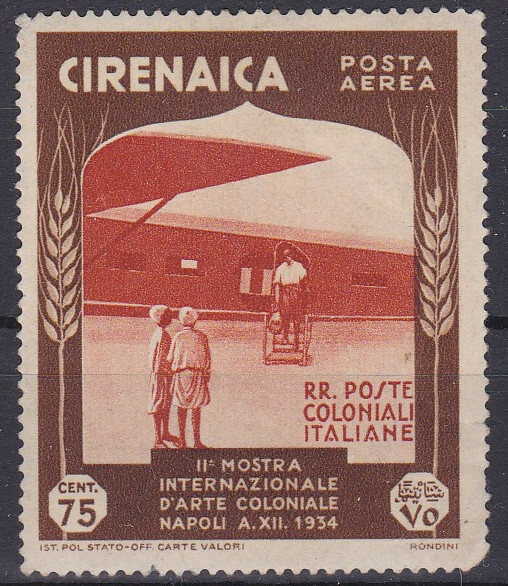 CIRENAICA
POSTA
AEREA
RR. POSTE
COLONIALI
ITALIANE
IIᴬ MOSTRA
INTERNAZIONALE
D'ARTE COLONIALE
NAPOLI A.XII. 1934
CENT.
75
٧٥
IST. POL STATO-OFF. CARTE VALORI
RONDINI